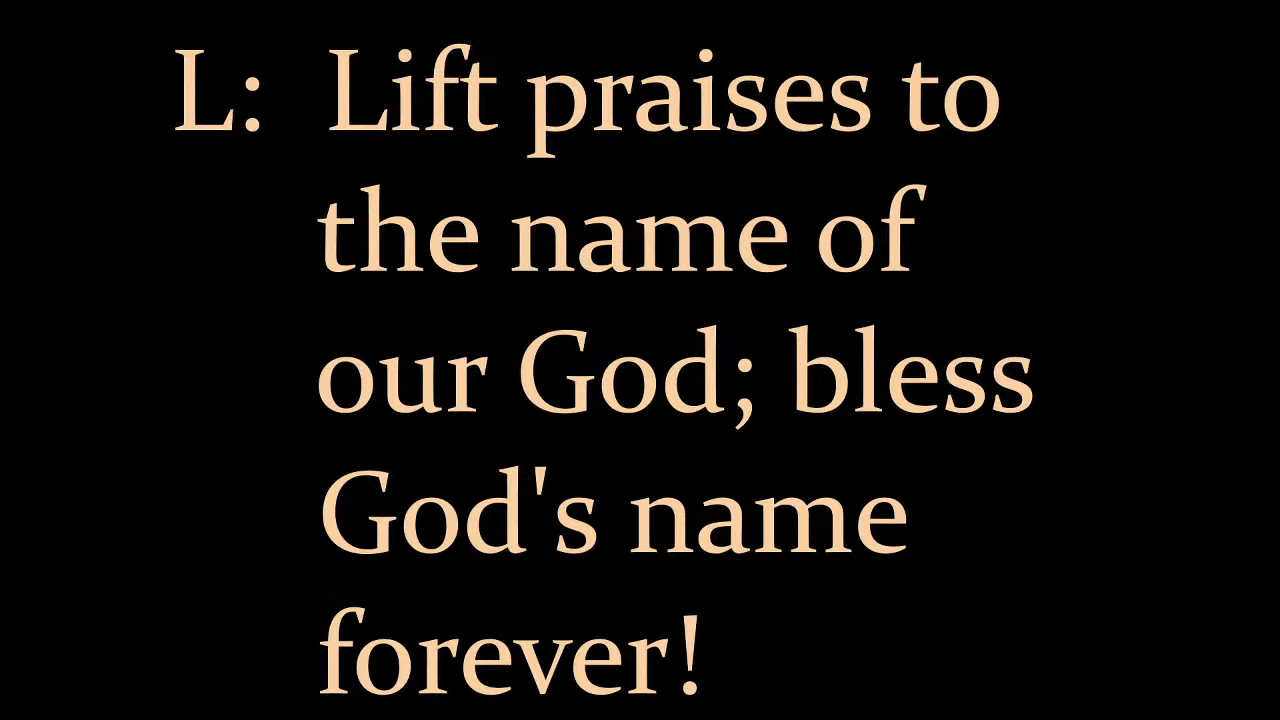 L: Lift praises to
the name of
our God; bless
God's name
forever!